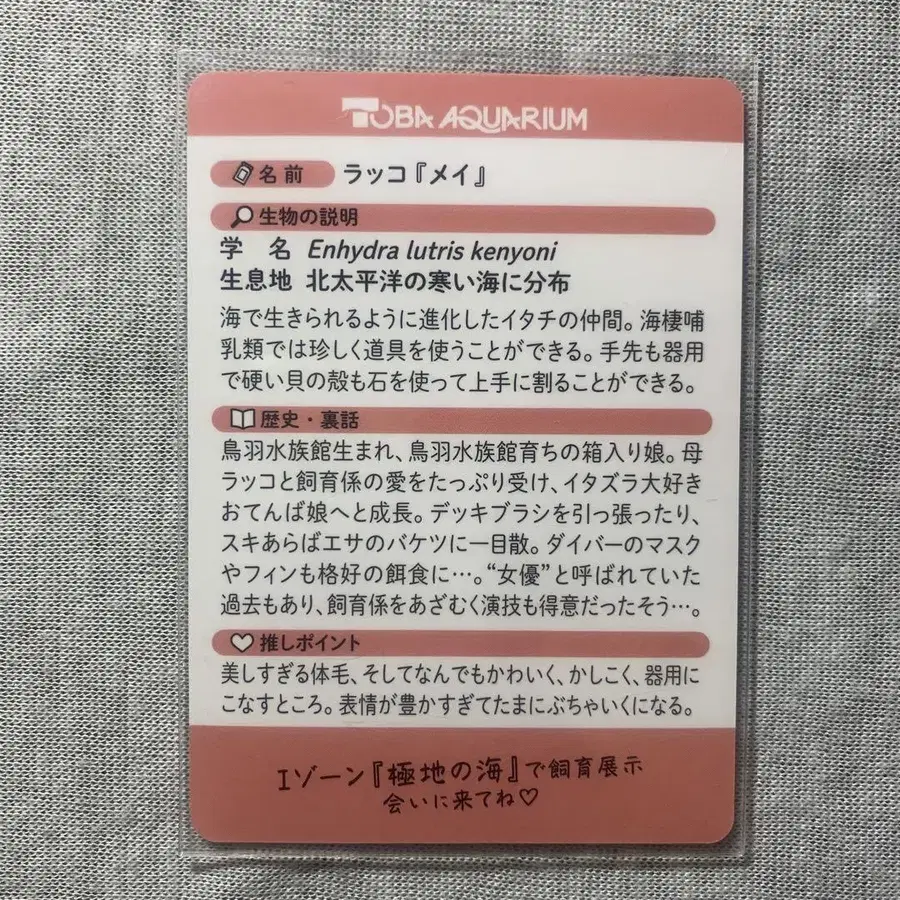 TOBA AQUARIUM
名前 ラッコ『メイ』
生物の説明
学 名 Enhydra lutris kenyoni
生息地 北太平洋の寒い海に分布
海で生きられるように進化したイタチの仲間。海棲哺
乳類では珍しく道具を使うことができる。手先も器用
で硬い貝の殻も石を使って上手に割ることができる。
歴史・裏話
鳥羽水族館生まれ、鳥羽水族館育ちの箱入り娘。母
ラッコと飼育係の愛をたっぷり受け、イタズラ大好き
おてんば娘へと成長。デッキブラシを引っ張ったり、
スキあらばエサのバケツに一目散。ダイバーのマスク
やフィンも格好の餌食に…。“女優”と呼ばれていた
過去もあり、飼育係をあざむく演技も得意だったそう…。
推しポイント
美しすぎる体毛、そしてなんでもかわいく、かしこく、器用に
こなすところ。表情が豊かすぎてたまにぶちゃいくになる。
Iゾーン『極地の海』で飼育展示
会いに来てね♡